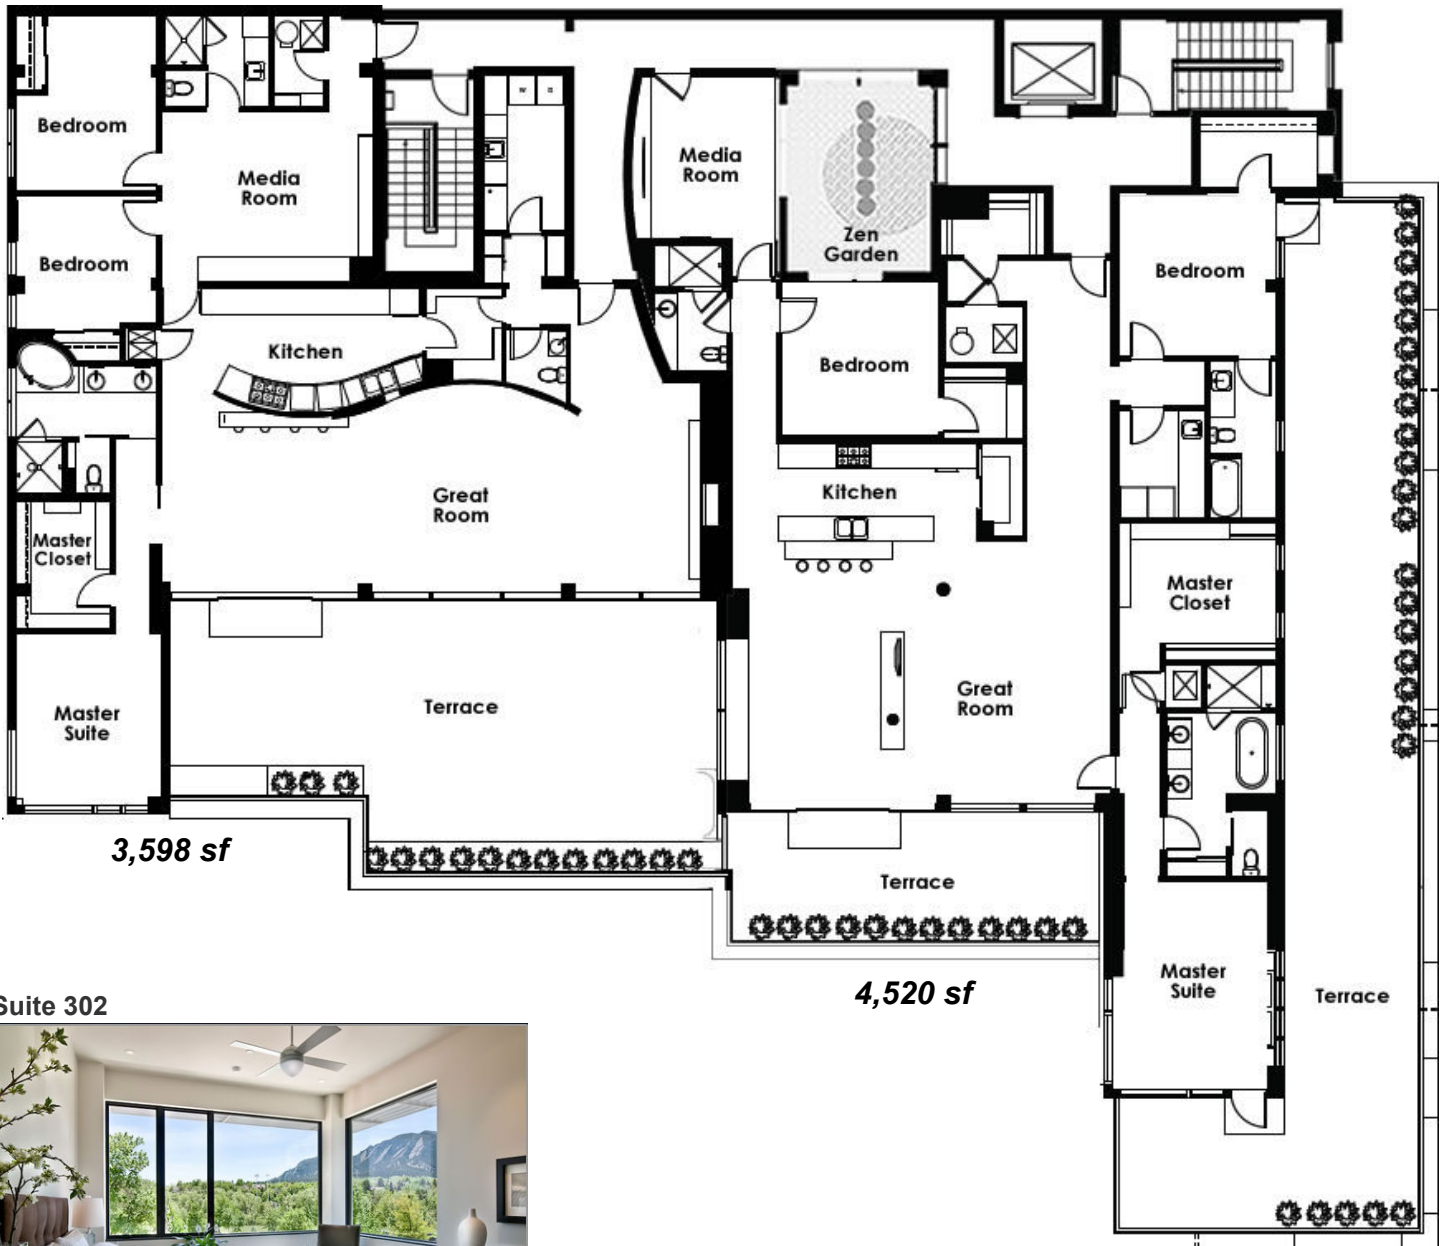 Bedroom
Media
Room
Bedroom
Kitchen
Great
Room
Master
Closet
Master
Suite
Terrace
3,598 sf
W
D
Media
Room
Zen
Garden
Bedroom
Kitchen
Great
Room
Terrace
4,520 sf
Bedroom
Master
Closet
Master
Suite
Terrace
Suite 302